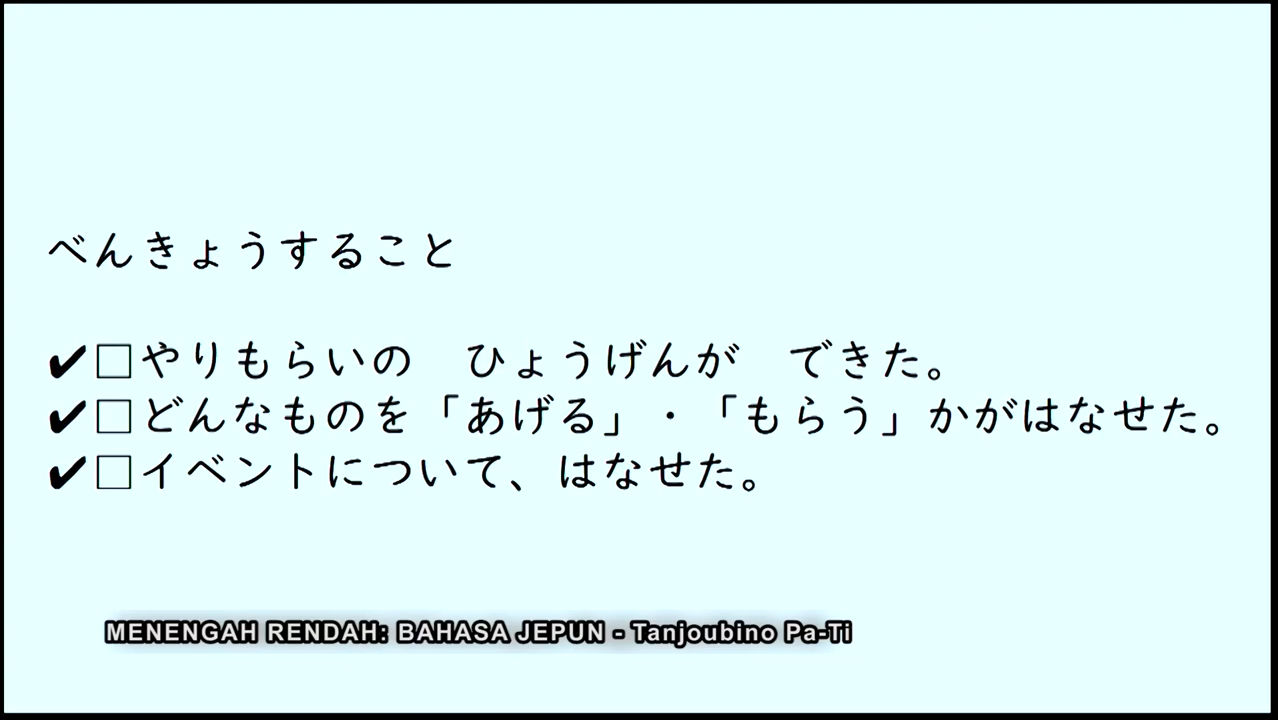 べんきょうすること
✔□やりもらいの　ひょうげんが　できた。
✔□どんなものを「あげる」・「もらう」かがはなせた。
✔□イベントについて、はなせた。
MENENGAH RENDAH: BAHASA JEPUN - Tanjoubino Pa-Ti